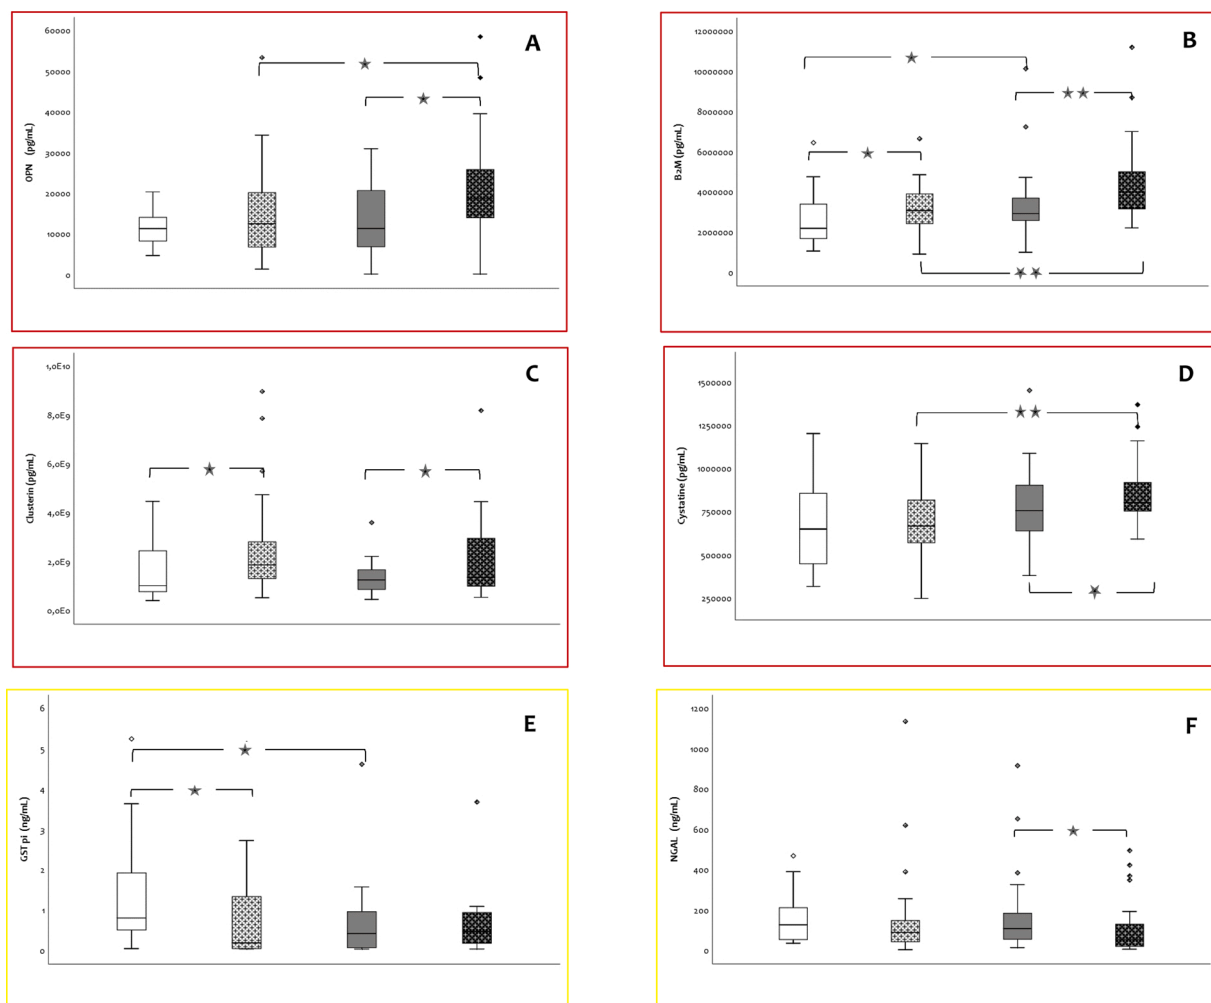 A
OPN (pg/mL)
60000
50000
40000
30000
20000
10000
0
B
B2M (pg/mL)
12000000
10000000
8000000
6000000
4000000
2000000
0
C
Clusterin (pg/mL)
1,0E10
8,0E9
6,0E9
4,0E9
2,0E9
0,0E0
D
Cystatine (pg/mL)
1500000
1250000
1000000
750000
500000
250000
E
GST pi (ng/mL)
6
5
4
3
2
1
0
F
NGAL (ng/mL)
1200
1000
800
600
400
200
0